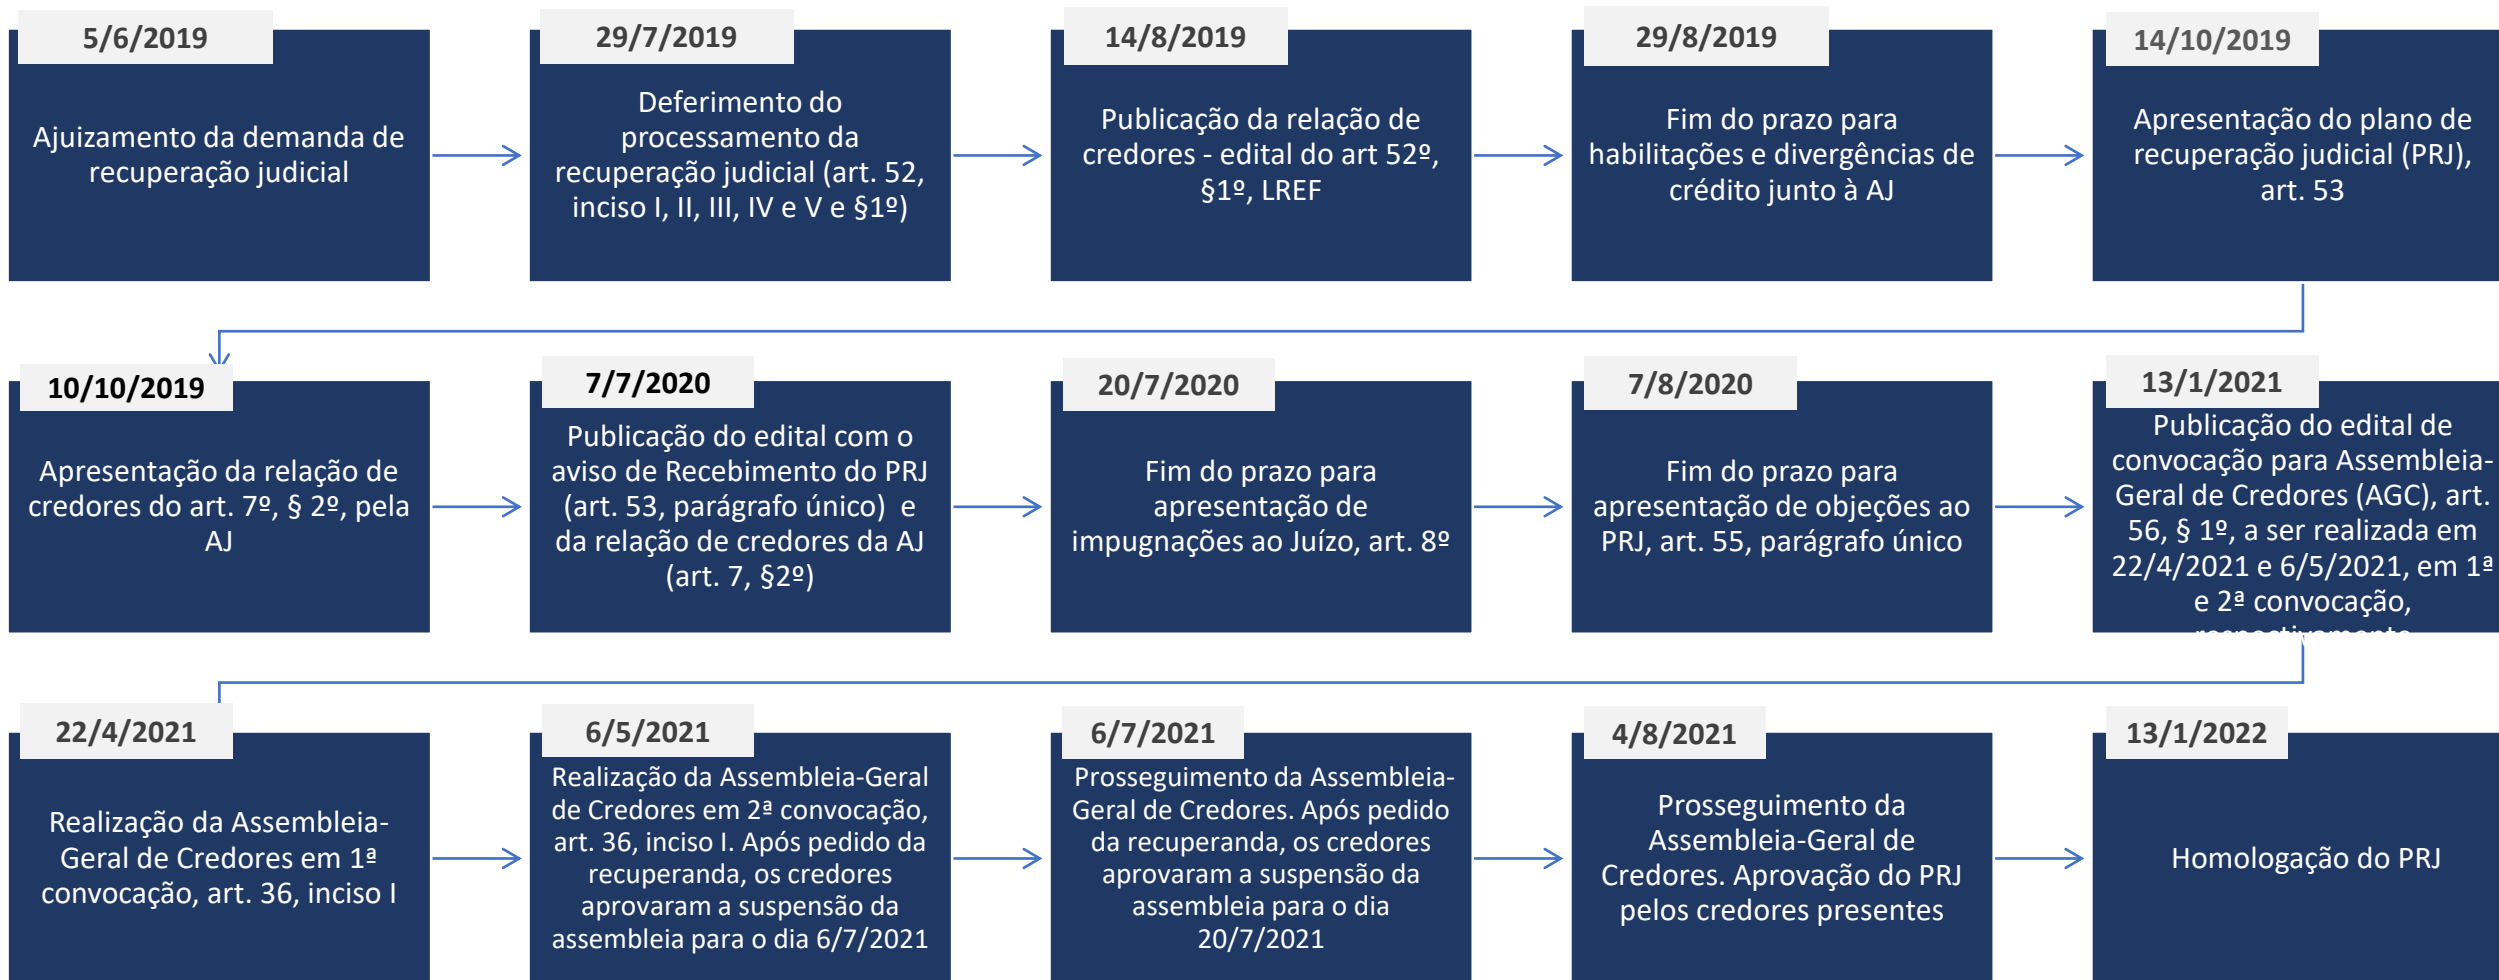 5/6/2019
Ajuizamento da demanda de
recuperação judicial
29/7/2019
Deferimento do
processamento da
recuperação judicial (art. 52,
inciso I, II, III, IV e V e §1º)
14/8/2019
Publicação da relação de
credores - edital do art 52º,
§1º, LREF
29/8/2019
Fim do prazo para
habilitações e divergências de
crédito junto à AJ
14/10/2019
Apresentação do plano de
recuperação judicial (PRJ),
art. 53
10/10/2019
Apresentação da relação de
credores do art. 7º, § 2º, pela
AJ
7/7/2020
Publicação do edital com o
aviso de Recebimento do PRJ
(art. 53, parágrafo único) e
da relação de credores da AJ
(art. 7, §2º)
20/7/2020
Fim do prazo para
apresentação de
impugnações ao Juízo, art. 8º
7/8/2020
Fim do prazo para
apresentação de objeções ao
PRJ, art. 55, parágrafo único
13/1/2021
Publicação do edital de
convocação para Assembleia-
Geral de Credores (AGC), art.
56, § 1º, a ser realizada em
22/4/2021 e 6/5/2021, em 1ª
e 2ª convocação,
respectivamente
22/4/2021
Realização da Assembleia-
Geral de Credores em 1ª
convocação, art. 36, inciso I
6/5/2021
Realização da Assembleia-Geral
de Credores em 2ª convocação,
art. 36, inciso I. Após pedido da
recuperanda, os credores
aprovaram a suspensão da
assembleia para o dia 6/7/2021
6/7/2021
Prosseguimento da Assembleia-
Geral de Credores. Após pedido
da recuperanda, os credores
aprovaram a suspensão da
assembleia para o dia
20/7/2021
4/8/2021
Prosseguimento da
Assembleia-Geral de
Credores. Aprovação do PRJ
pelos credores presentes
13/1/2022
Homologação do PRJ